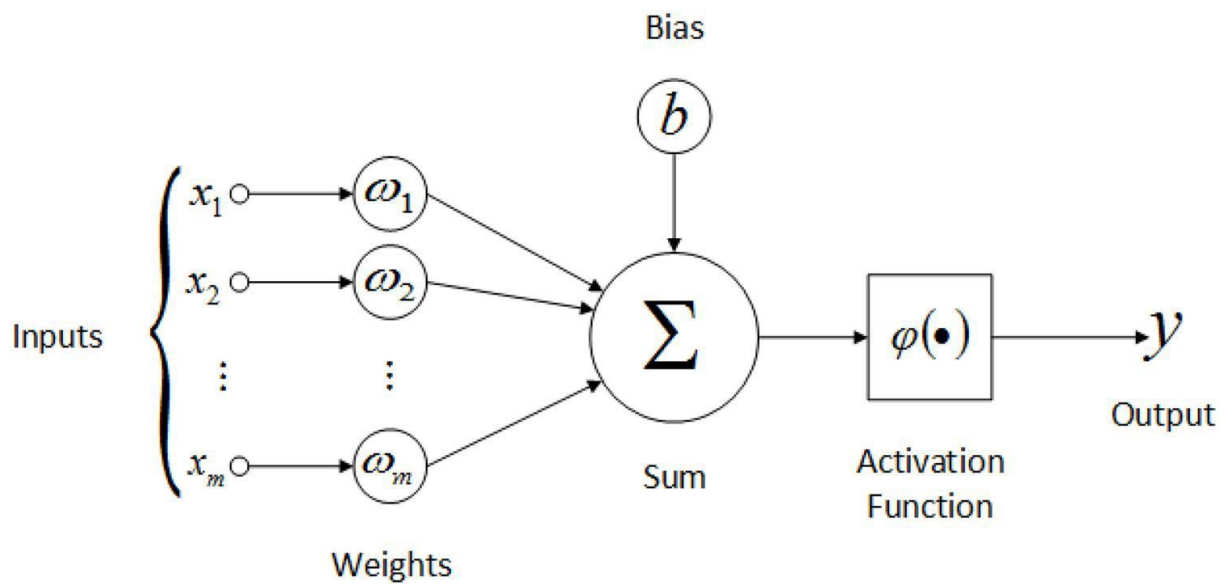 Bias
b
x₁ ω₁
x₂ ω₂
Inputs
⋮ ⋮
Σ
φ(•)
y
Output
xₘ ωₘ
Sum
Activation
Function
Weights